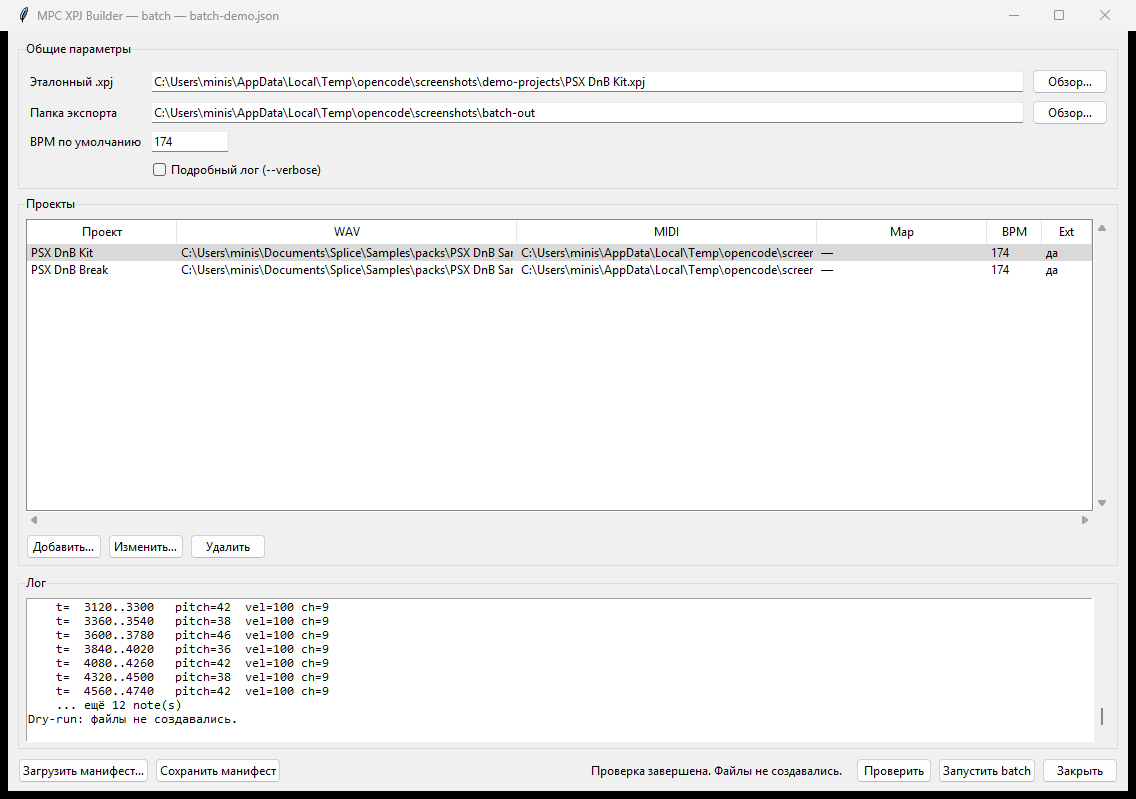 MPC XPJ Builder — batch — batch-demo.json
Общие параметры
Эталонный .xpj C:\Users\minis\AppData\Local\Temp\opencode\screenshots\demo-projects\PSX DnB Kit.xpj Обзор...
Папка экспорта C:\Users\minis\AppData\Local\Temp\opencode\screenshots\batch-out Обзор...
BPM по умолчанию 174
Подробный лог (--verbose)
Проекты
Проект WAV MIDI Map BPM Ext
PSX DnB Kit C:\Users\minis\Documents\Splice\Samples\packs\PSX DnB Sar C:\Users\minis\AppData\Local\Temp\opencode\screer — 174 да
PSX DnB Break C:\Users\minis\Documents\Splice\Samples\packs\PSX DnB Sar C:\Users\minis\AppData\Local\Temp\opencode\screer — 174 да
Добавить... Изменить... Удалить
Лог
t= 3120..3300 pitch=42 vel=100 ch=9
t= 3360..3540 pitch=38 vel=100 ch=9
t= 3600..3780 pitch=46 vel=100 ch=9
t= 3840..4020 pitch=36 vel=100 ch=9
t= 4080..4260 pitch=42 vel=100 ch=9
t= 4320..4500 pitch=38 vel=100 ch=9
t= 4560..4740 pitch=42 vel=100 ch=9
... ещё 12 note(s)
Dry-run: файлы не создавались.
Загрузить манифест... Сохранить манифест Проверка завершена. Файлы не создавались. Проверить Запустить batch Закрыть